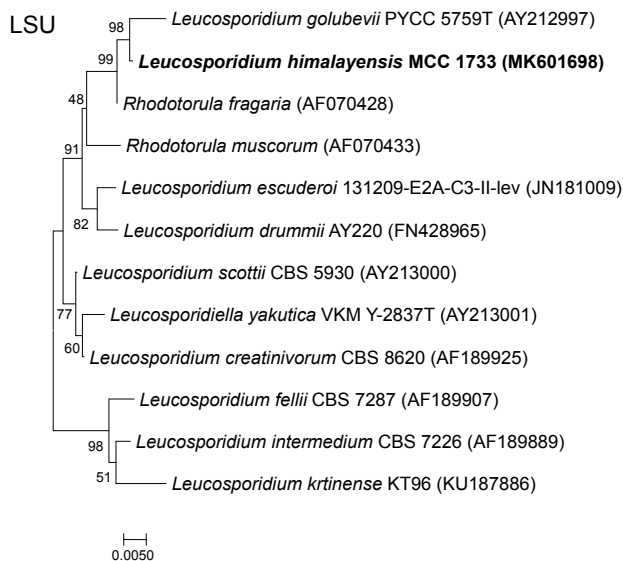 LSU
98
Leucosporidium golubevii PYCC 5759T (AY212997)
Leucosporidium himalayensis MCC 1733 (MK601698)
99
Rhodotorula fragaria (AF070428)
48
Rhodotorula muscorum (AF070433)
91
Leucosporidium escuderoi 131209-E2A-C3-II-lev (JN181009)
82
Leucosporidium drummii AY220 (FN428965)
Leucosporidium scottii CBS 5930 (AY213000)
77
Leucosporidiella yakutica VKM Y-2837T (AY213001)
60
Leucosporidium creatinivorum CBS 8620 (AF189925)
Leucosporidium fellii CBS 7287 (AF189907)
98
Leucosporidium intermedium CBS 7226 (AF189889)
51
Leucosporidium krtinense KT96 (KU187886)
0.0050